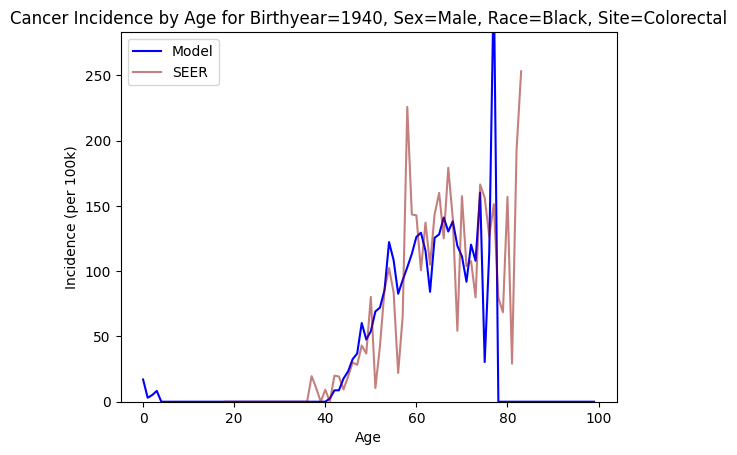 Cancer Incidence by Age for Birthyear=1940, Sex=Male, Race=Black, Site=Colorectal
Model
SEER
250
200
150
100
50
0
Incidence (per 100k)
0 20 40 60 80 100
Age